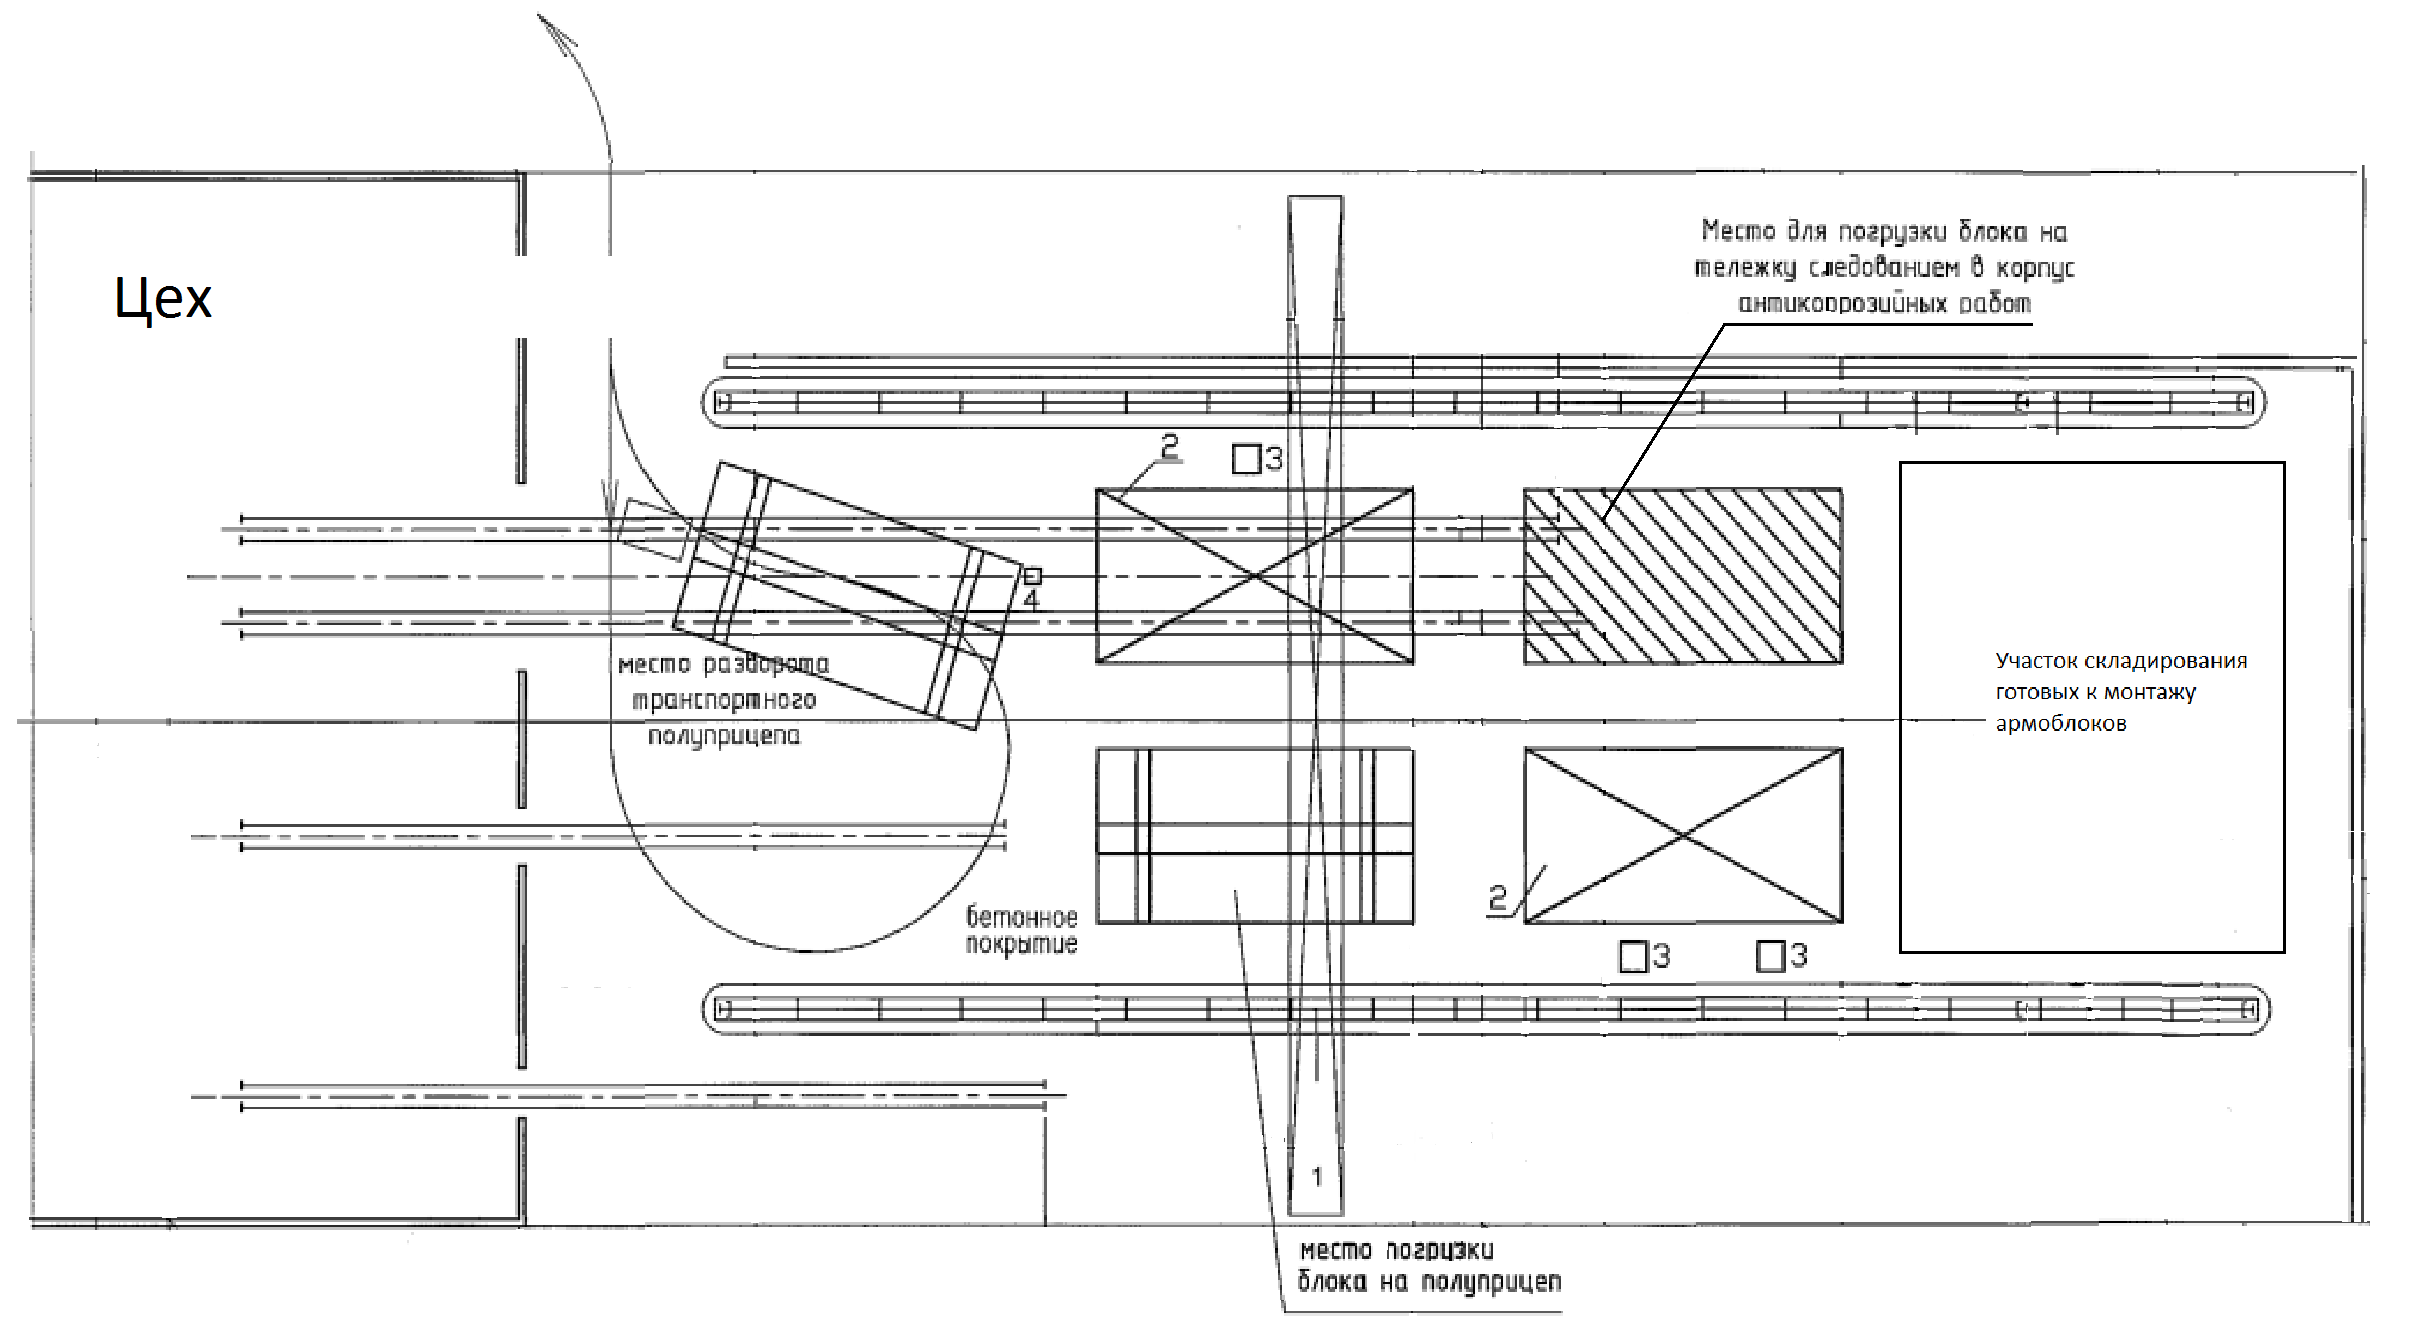 Цех
Место для погрузки блока на
тележку следованием в корпус
антикоррозийных работ
2
3
4
место разворота
транспортного
полуприцепа
Участок складирования
готовых к монтажу
армоблоков
2
бетонное
покрытие
3
3
1
место погрузки
блока на полуприцеп